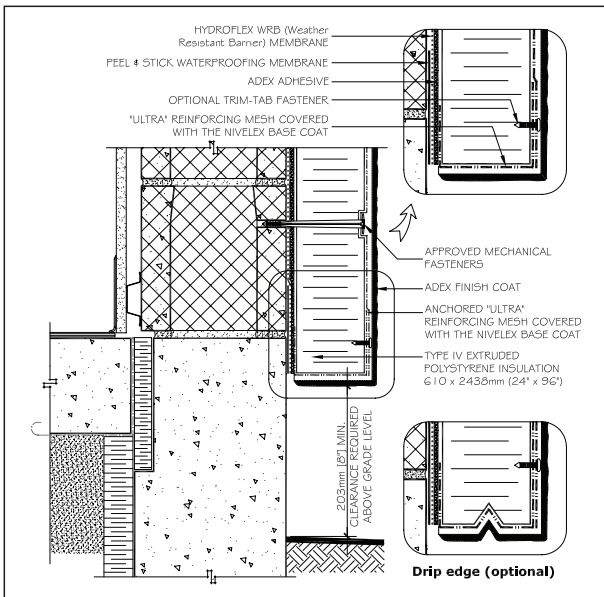 HYDROFLEX WRB (Weather
Resistant Barrier) MEMBRANE
PEEL & STICK WATERPROOFING MEMBRANE
ADEX ADHESIVE
OPTIONAL TRIM-TAB FASTENER
"ULTRA" REINFORCING MESH COVERED
WITH THE NIVELEX BASE COAT
APPROVED MECHANICAL
FASTENERS
ADEX FINISH COAT
ANCHORED "ULTRA"
REINFORCING MESH COVERED
WITH THE NIVELEX BASE COAT
TYPE IV EXTRUDED
POLYSTYRENE INSULATION
610 x 2438mm (24" x 96")
203mm [8"] MIN.
CLEARANCE REQUIRED
ABOVE GRADE LEVEL
Drip edge (optional)